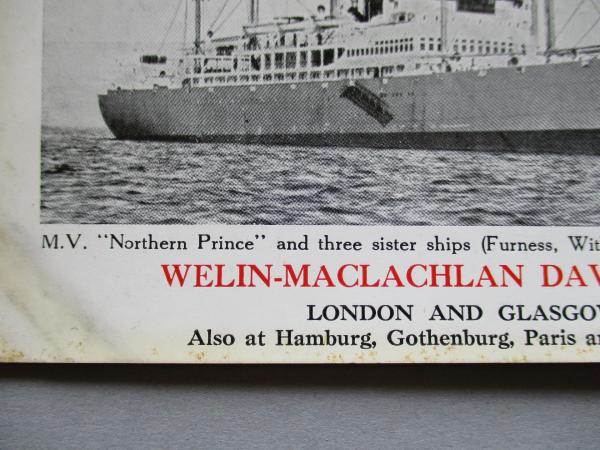 M.V. "Northern Prince" and three sister ships (Furness, Wit
WELIN-MACLACHLAN DAV
LONDON AND GLASGOW
Also at Hamburg, Gothenburg, Paris an